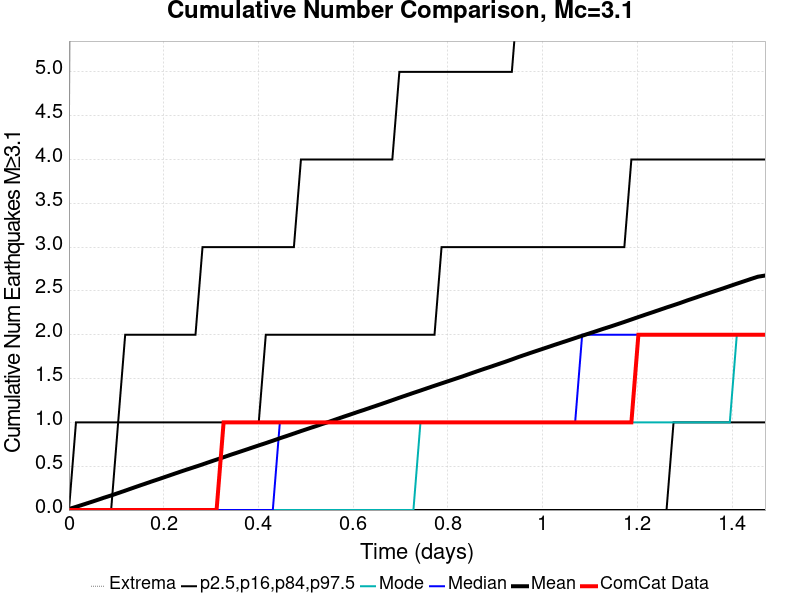 Cumulative Number Comparison, Mc=3.1
Cumulative Num Earthquakes M≥3.1
5.0
4.5
4.0
3.5
3.0
2.5
2.0
1.5
1.0
0.5
0.0
0 0.2 0.4 0.6 0.8 1 1.2 1.4
Time (days)
Extrema p2.5,p16,p84,p97.5 Mode Median Mean ComCat Data